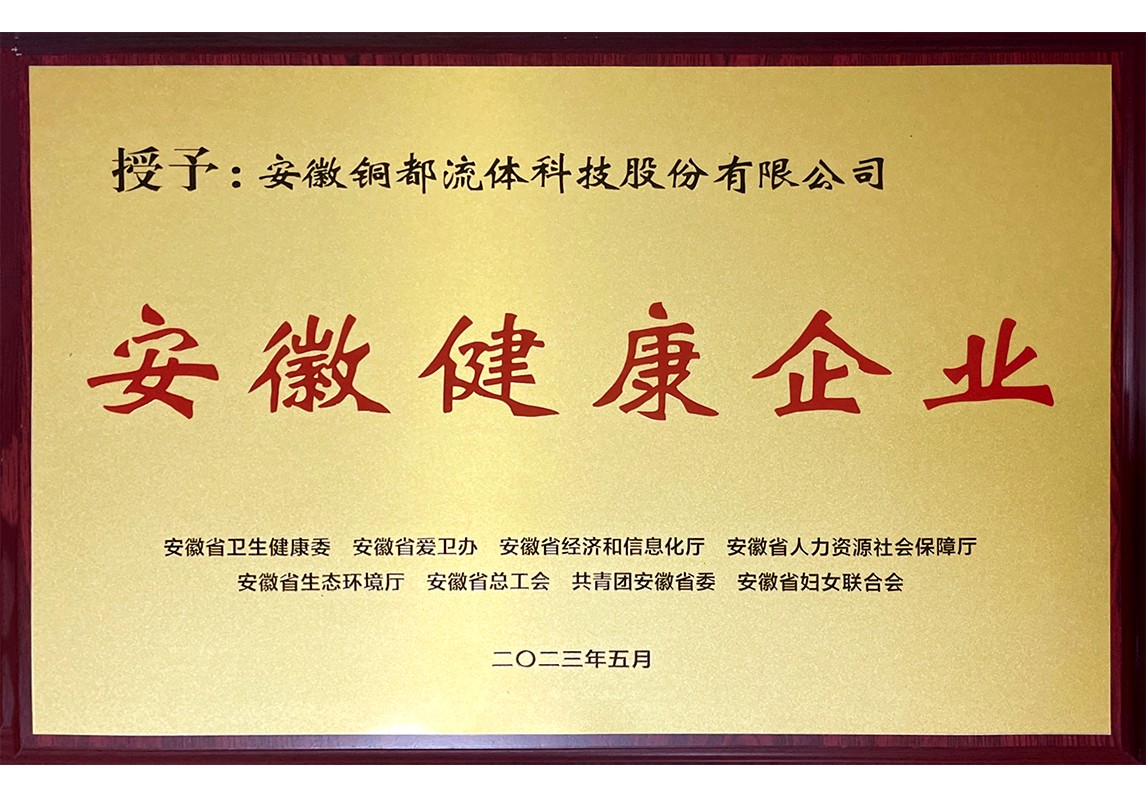 授予:安徽铜都流体科技股份有限公司
安徽健康企业
安徽省卫生健康委 安徽省爱卫办 安徽省经济和信息化厅 安徽省人力资源社会保障厅
安徽省生态环境厅 安徽省总工会 共青团安徽省委 安徽省妇女联合会
二〇二三年五月